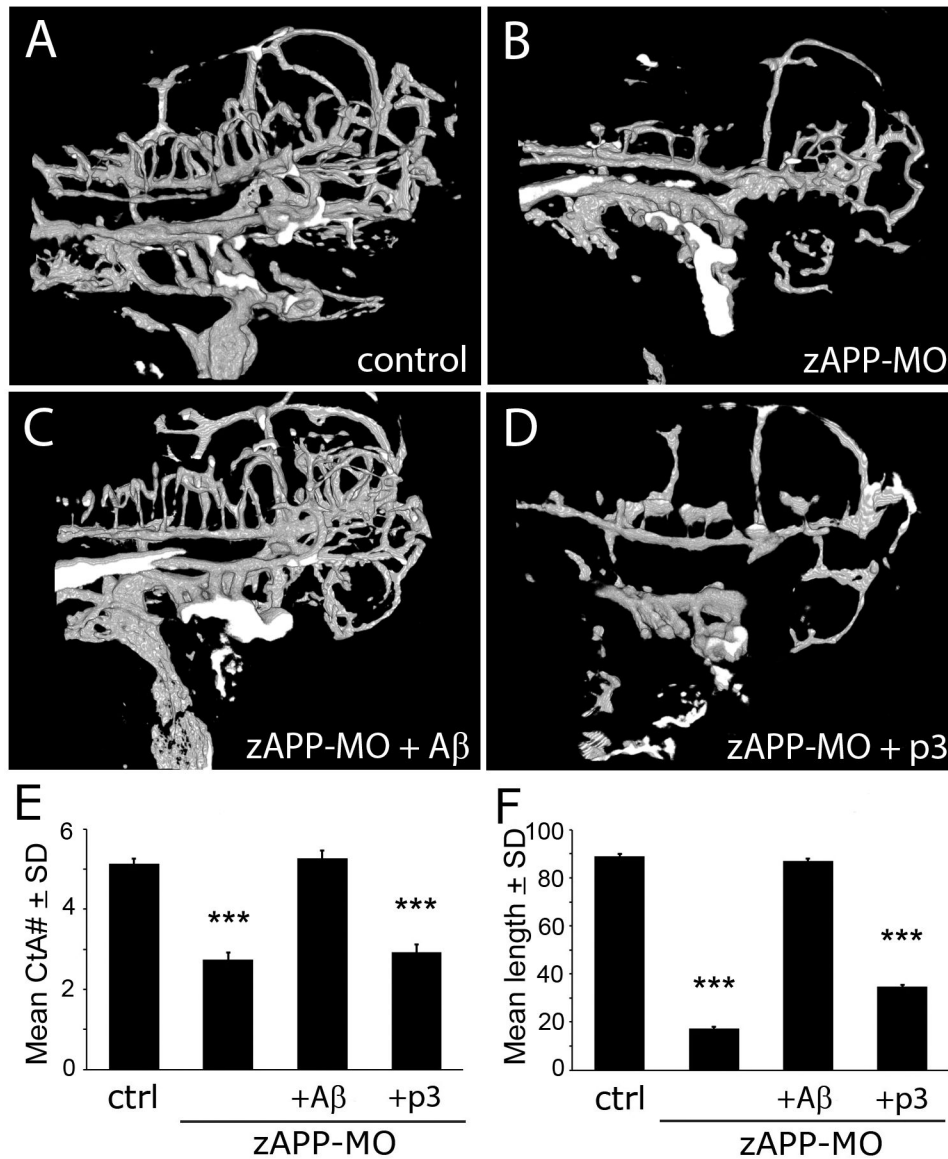 A
control
B
zAPP-MO
C
zAPP-MO + Aβ
D
zAPP-MO + p3
E
Mean CtA# ± SD
6
4
2
0
***
***
ctrl
+Aβ
+p3
zAPP-MO
F
Mean length ± SD
100
80
60
40
20
0
***
***
ctrl
+Aβ
+p3
zAPP-MO